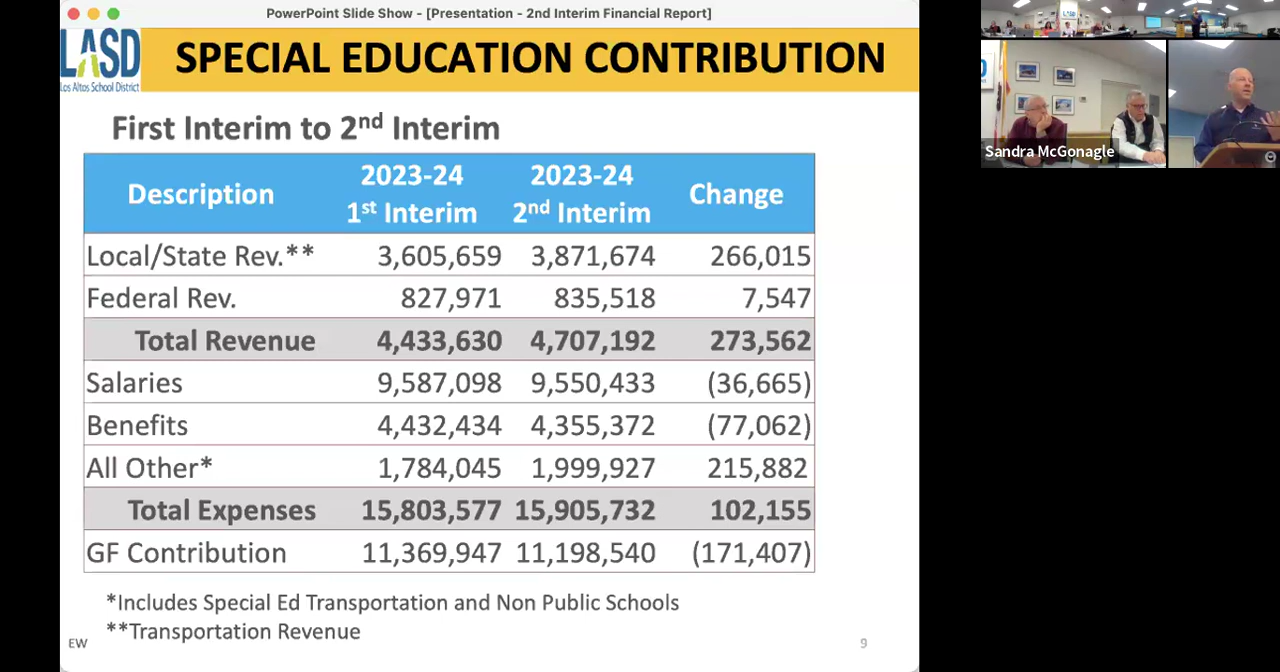 PowerPoint Slide Show - [Presentation - 2nd Interim Financial Report]
LASD
Los Altos School District
SPECIAL EDUCATION CONTRIBUTION
First Interim to 2nd Interim
Description 2023-24 1st Interim 2023-24 2nd Interim Change
Local/State Rev.** 3,605,659 3,871,674 266,015
Federal Rev. 827,971 835,518 7,547
Total Revenue 4,433,630 4,707,192 273,562
Salaries 9,587,098 9,550,433 (36,665)
Benefits 4,432,434 4,355,372 (77,062)
All Other* 1,784,045 1,999,927 215,882
Total Expenses 15,803,577 15,905,732 102,155
GF Contribution 11,369,947 11,198,540 (171,407)
*Includes Special Ed Transportation and Non Public Schools
**Transportation Revenue
EW
9
Sandra McGonagle
D